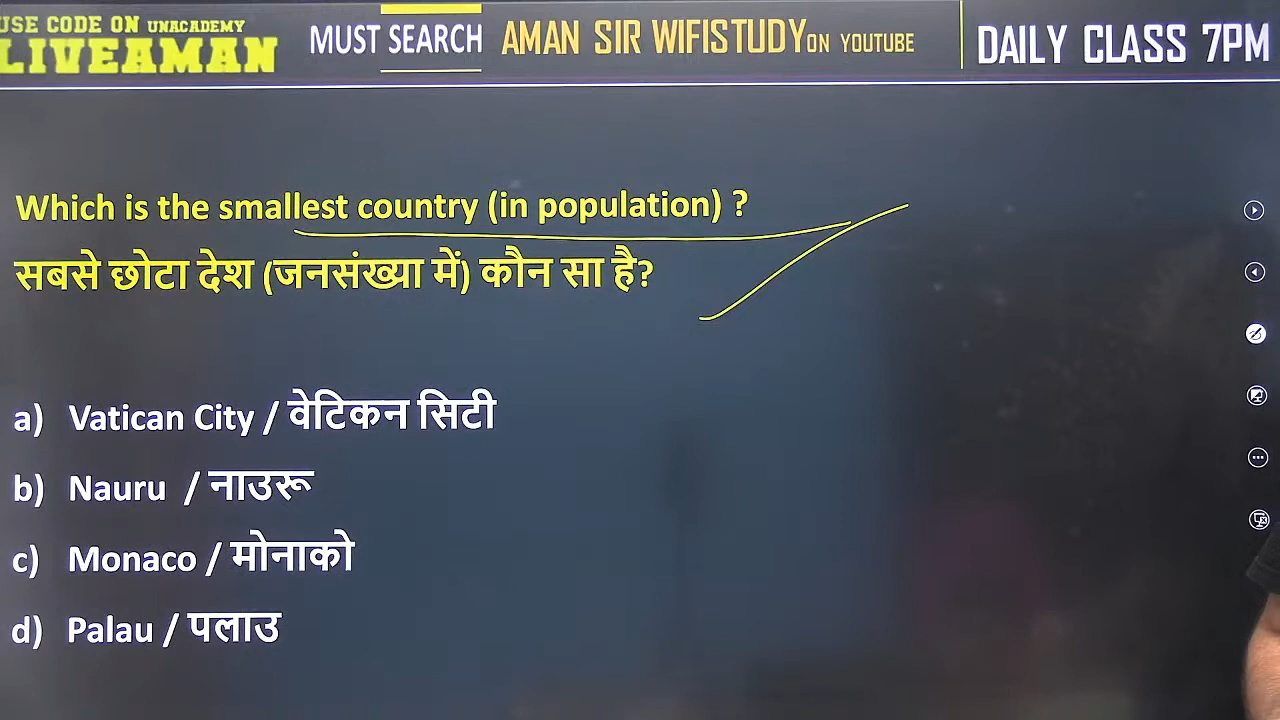 USE CODE ON UNACADEMY
LIVEAMAN
MUST SEARCH AMAN SIR WIFISTUDY ON YOUTUBE
DAILY CLASS 7PM
Which is the smallest country (in population) ?
सबसे छोटा देश (जनसंख्या में) कौन सा है?
a) Vatican City / वेटिकन सिटी
b) Nauru / नाउरू
c) Monaco / मोनाको
d) Palau / पलाउ